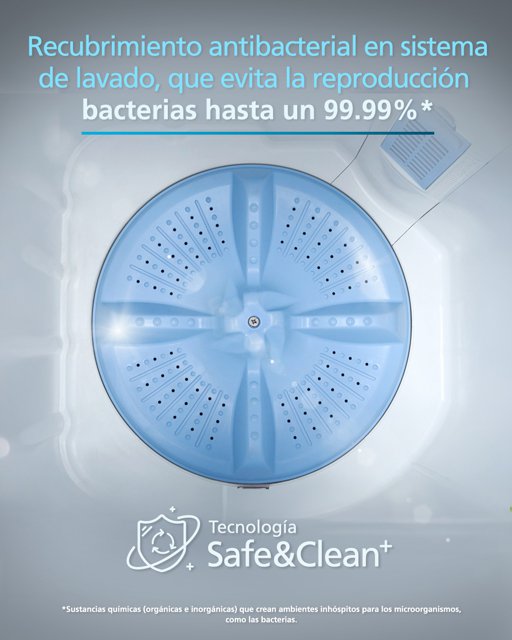 Recubrimiento antibacterial en sistema
de lavado, que evita la reproducción
bacterias hasta un 99.99%*
Tecnología
Safe&Clean+
*Sustancias químicas (orgánicas e inorgánicas) que crean ambientes inhóspitos para los microorganismos,
como las bacterias.